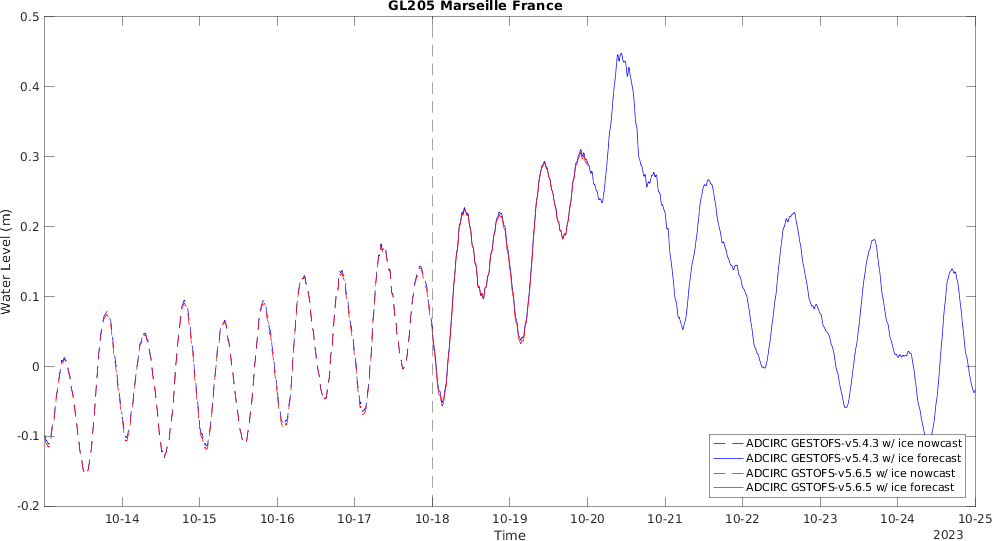 GL205 Marseille France
0.5
0.4
0.3
0.2
0.1
0
-0.1
-0.2
Water Level (m)
10-14 10-15 10-16 10-17 10-18 10-19 10-20 10-21 10-22 10-23 10-24 10-25
Time
2023
ADCIRC GESTOFS-v5.4.3 w/ ice nowcast
ADCIRC GESTOFS-v5.4.3 w/ ice forecast
ADCIRC GSTOFS-v5.6.5 w/ ice nowcast
ADCIRC GSTOFS-v5.6.5 w/ ice forecast